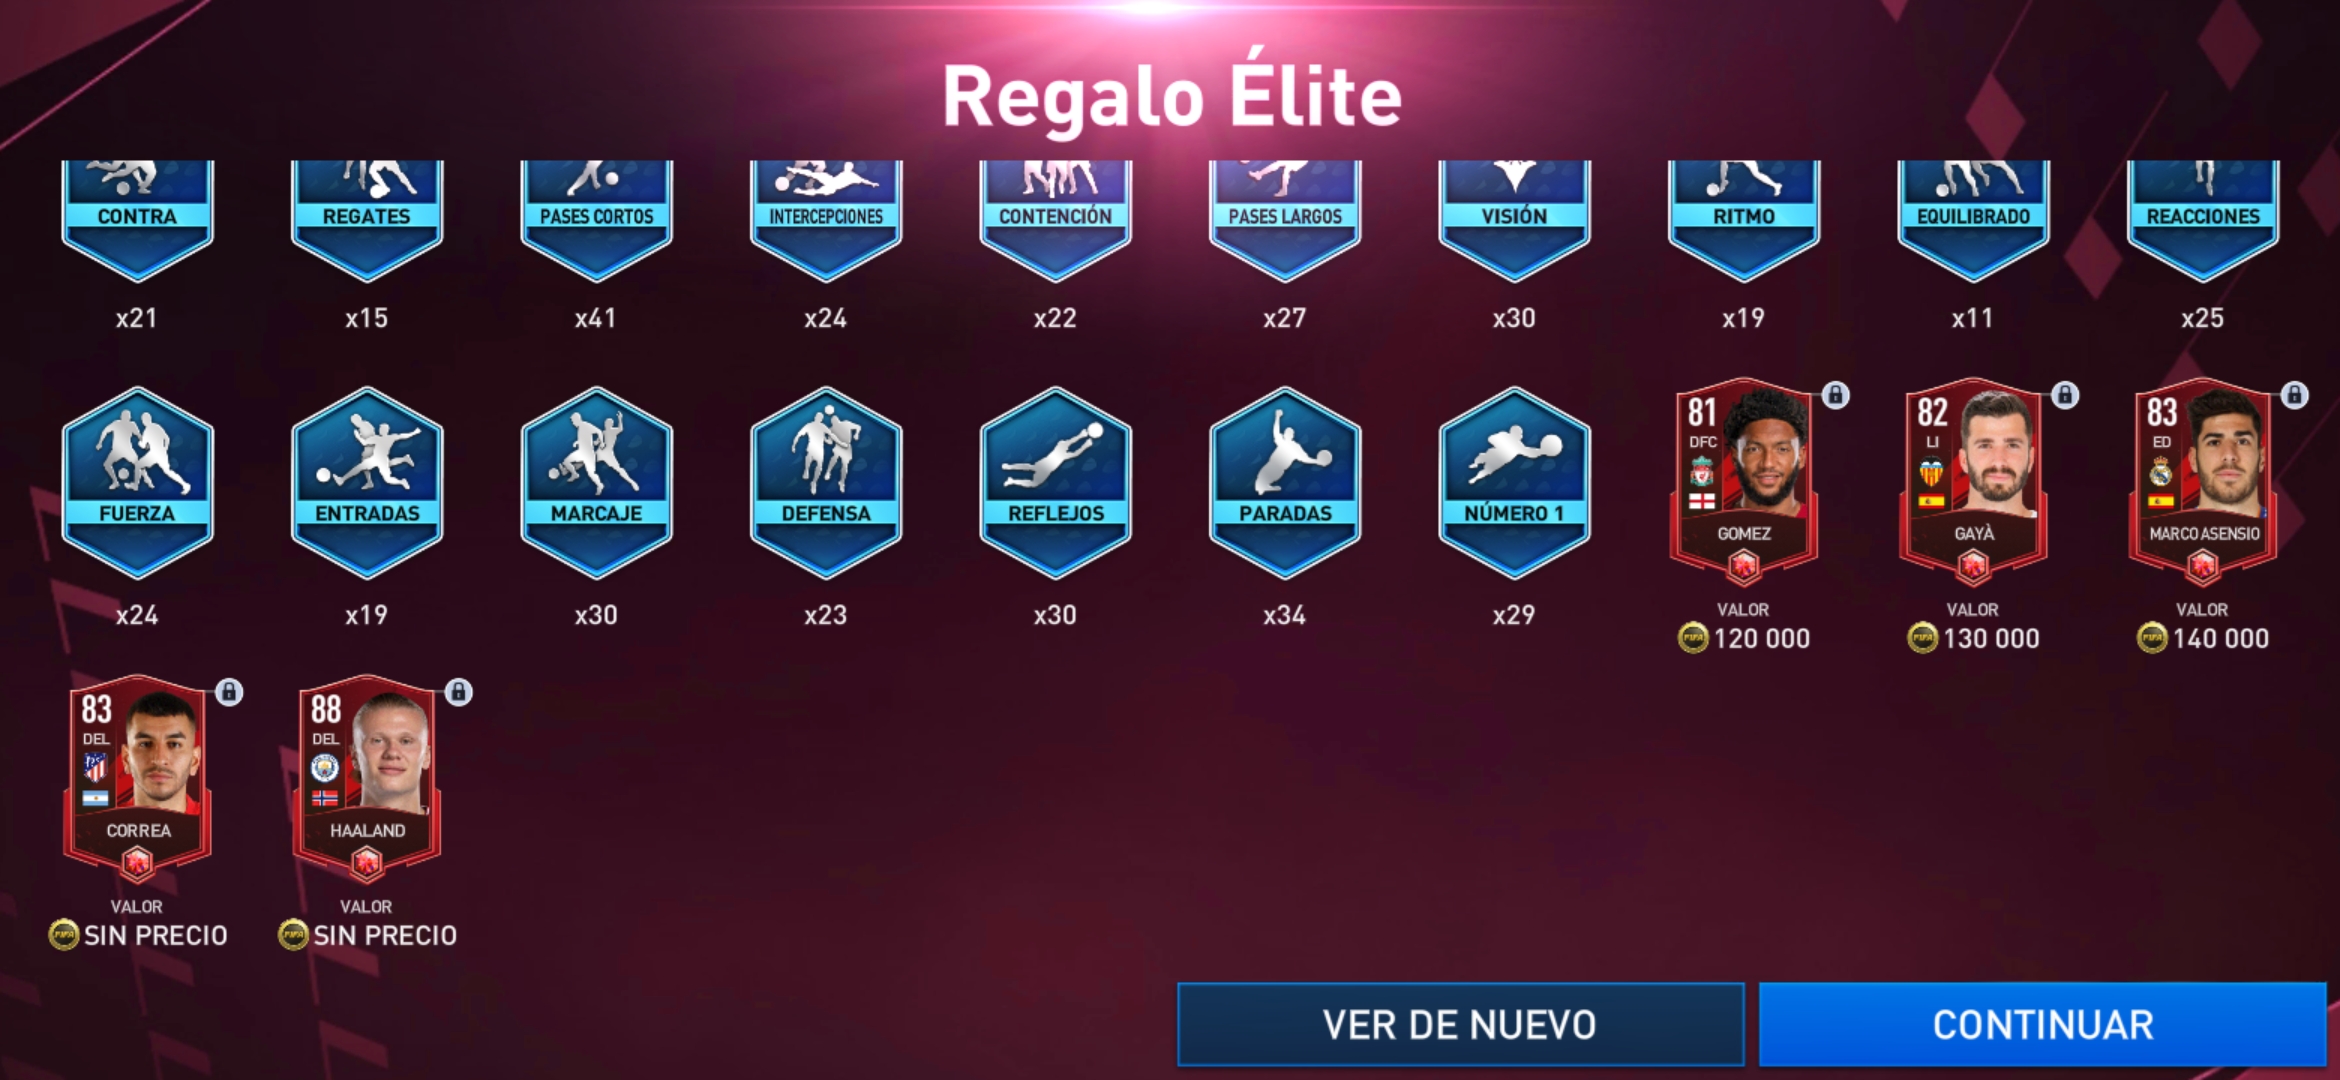 Regalo Élite
CONTRA REGATES PASES CORTOS INTERCEPCIONES CONTENCIÓN PASES LARGOS VISIÓN RITMO EQUILIBRADO REACCIONES
x21 x15 x41 x24 x22 x27 x30 x19 x11 x25
81 82 83
DFC LI ED
FUERZA ENTRADAS MARCAJE DEFENSA REFLEJOS PARADAS NÚMERO 1
GOMEZ GAYÀ MARCO ASENSIO
x24 x19 x30 x23 x30 x34 x29
VALOR VALOR VALOR
120 000 130 000 140 000
83 88
DEL DEL
CORREA HAALAND
VALOR VALOR
SIN PRECIO SIN PRECIO
VER DE NUEVO CONTINUAR